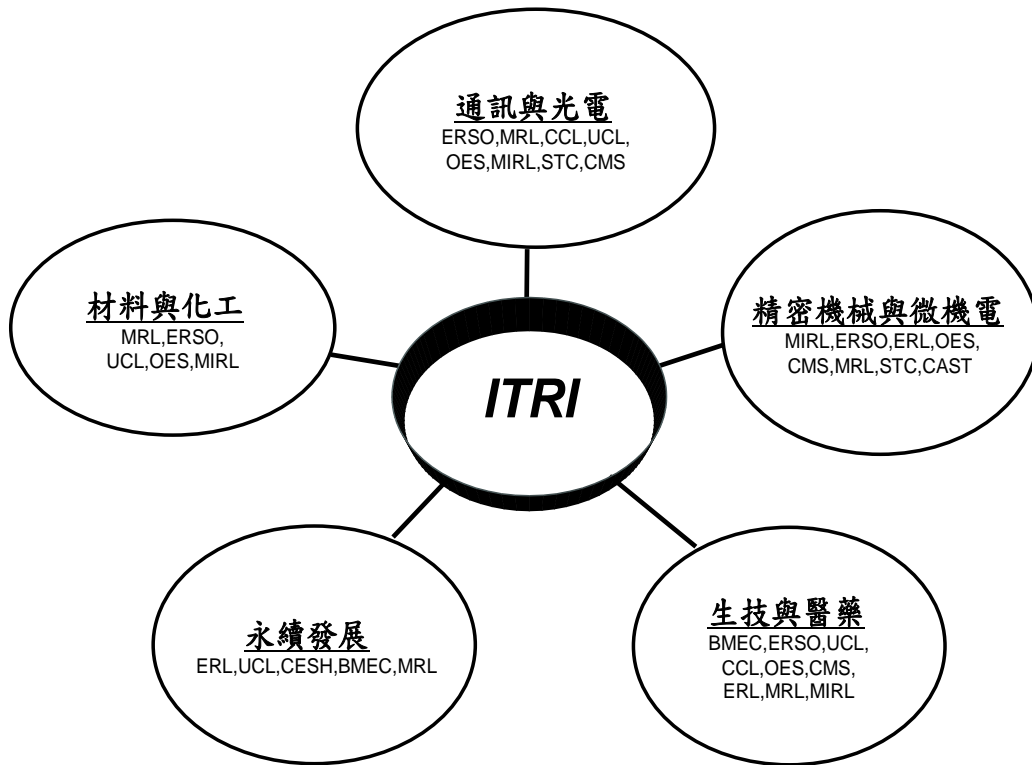 通訊與光電
ERSO,MRL,CCL,UCL,
OES,MIRL,STC,CMS
材料與化工
MRL,ERSO,
UCL,OES,MIRL
精密機械與微機電
MIRL,ERSO,ERL,OES,
CMS,MRL,STC,CAST
ITRI
永續發展
ERL,UCL,CESH,BMEC,MRL
生技與醫藥
BMEC,ERSO,UCL,
CCL,OES,CMS,
ERL,MRL,MIRL